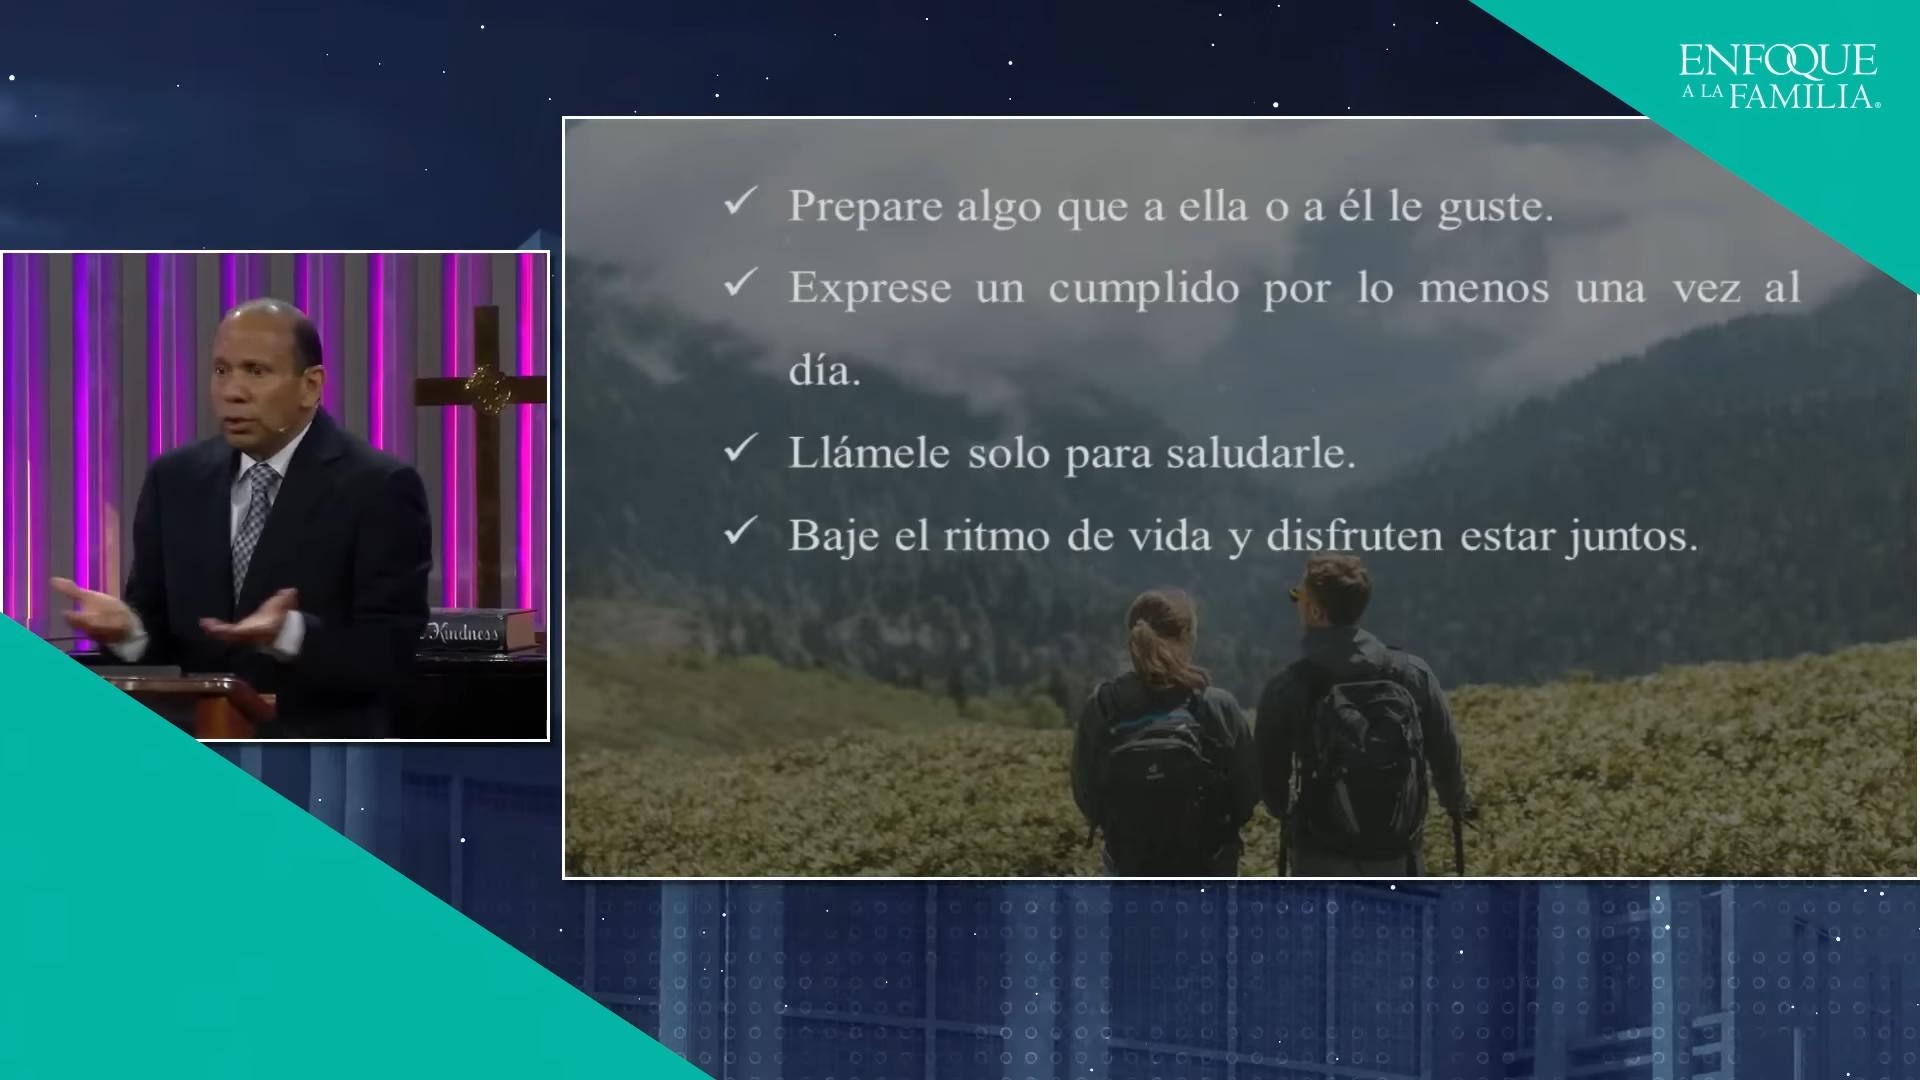 ENFOQUE
A LA FAMILIA®
✓ Prepare algo que a ella o a él le guste.
✓ Exprese un cumplido por lo menos una vez al
día.
✓ Llámele solo para saludarle.
✓ Baje el ritmo de vida y disfruten estar juntos.
Kindness